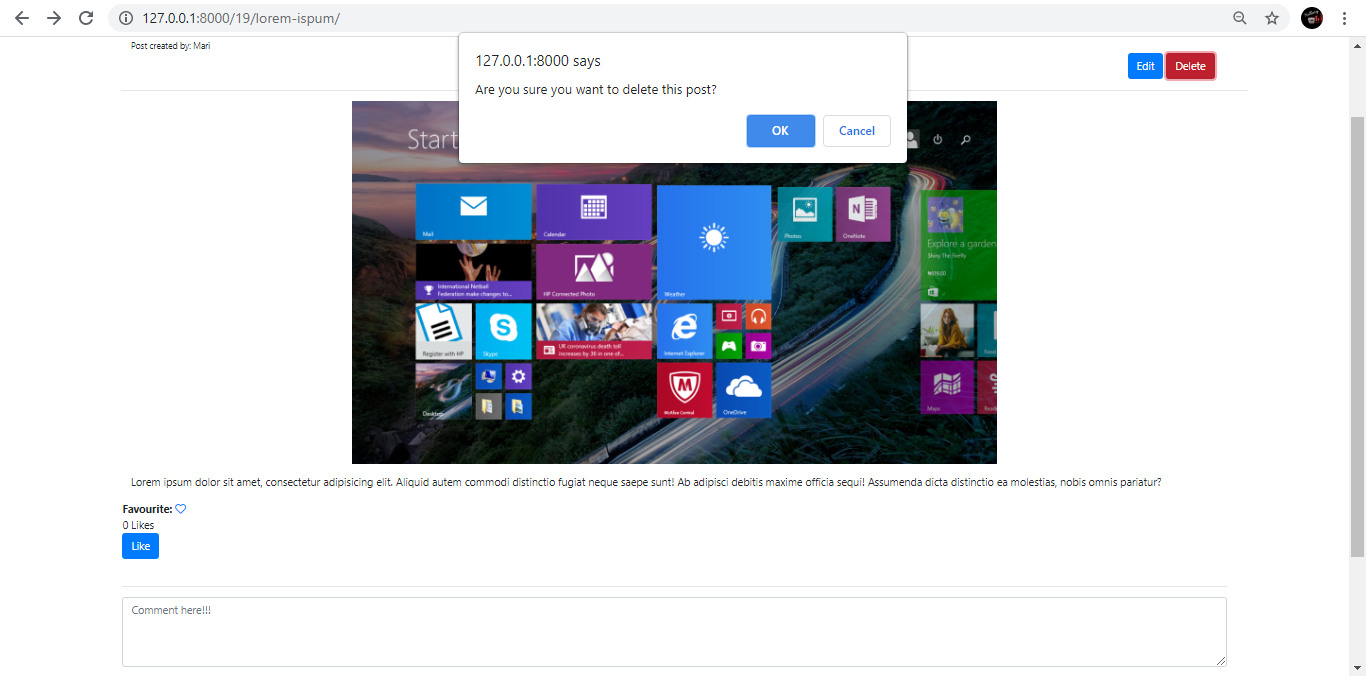 127.0.0.1:8000/19/lorem-ispum/
Post created by: Mari
127.0.0.1:8000 says
Are you sure you want to delete this post?
OK
Cancel
Edit
Delete
Start
Mail
Calendar
Weather
Photos
OneNote
Explore a garden
Shiny The Firefly
₦609.00
International Netball
Federation make changes to...
HP Connected Photo
Register with HP
Skype
UK coronavirus death toll
increases by 36 in one of...
Internet Explorer
Desktop
McAfee Central
OneDrive
Maps
Lorem ipsum dolor sit amet, consectetur adipisicing elit. Aliquid autem commodi distinctio fugiat neque saepe sunt! Ab adipisci debitis maxime officia sequi! Assumenda dicta distinctio ea molestias, nobis omnis pariatur?
Favourite:
0 Likes
Like
Comment here!!!